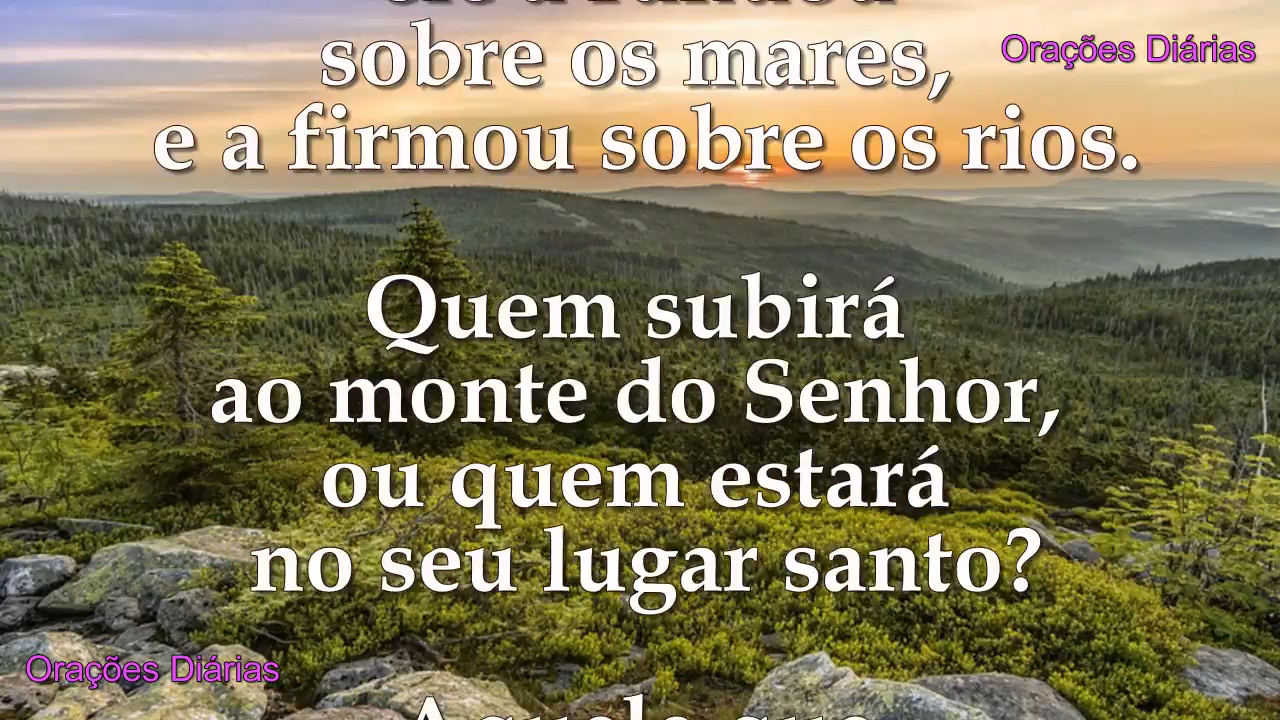 sobre os mares,
Orações Diárias
e a firmou sobre os rios.
Quem subirá
ao monte do Senhor,
ou quem estará
no seu lugar santo?
Orações Diárias